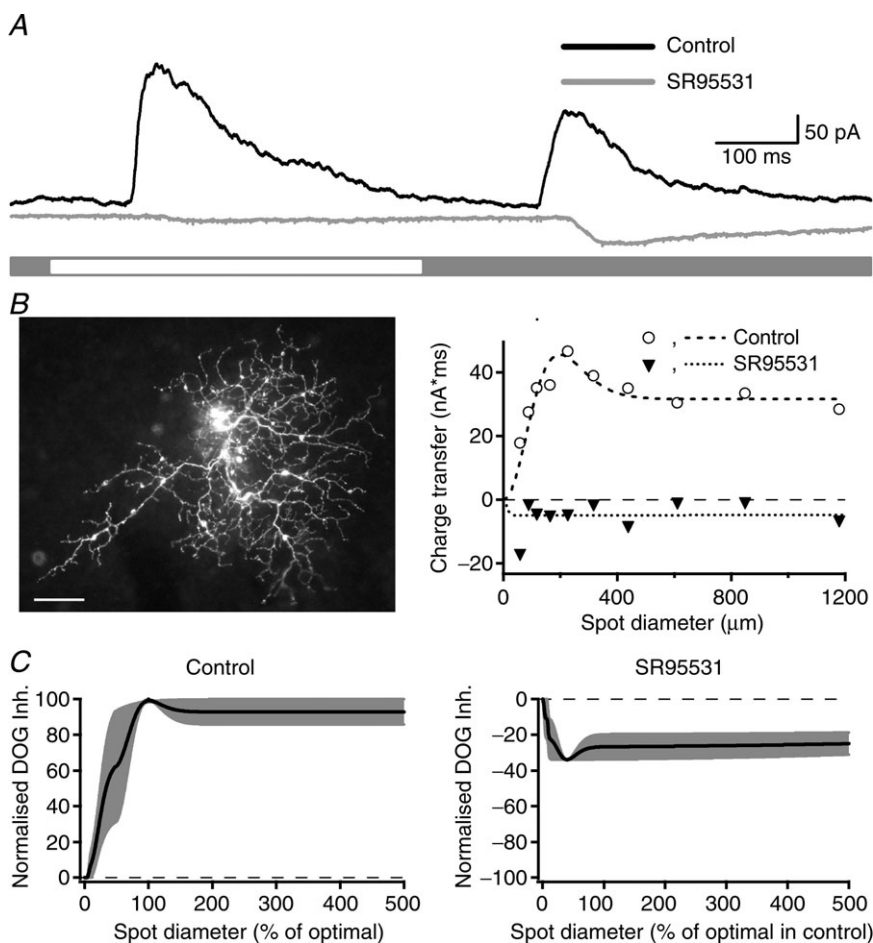 A
Control
SR95531
50 pA
100 ms
B
Control
SR95531
Charge transfer (nA*ms)
40
20
0
−20
0
400
800
1200
Spot diameter (μm)
C
Control
Normalised DOG Inh.
100
80
60
40
20
0
0
100
200
300
400
500
Spot diameter (% of optimal)
SR95531
Normalised DOG Inh.
0
−20
−40
−60
−80
−100
0
100
200
300
400
500
Spot diameter (% of optimal in control)